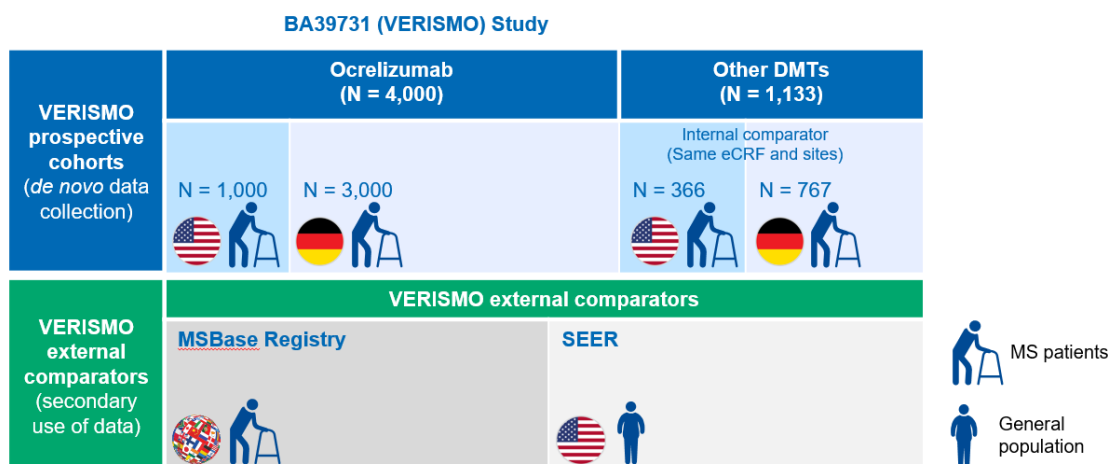 BA39731 (VERISMO) Study
VERISMO
prospective
cohorts
(de novo data
collection)
Ocrelizumab
(N = 4,000)
Other DMTs
(N = 1,133)
Internal comparator
(Same eCRF and sites)
N = 1,000
N = 3,000
N = 366
N = 767
VERISMO
external
comparators
(secondary
use of data)
VERISMO external comparators
MSBase Registry
SEER
MS patients
General
population